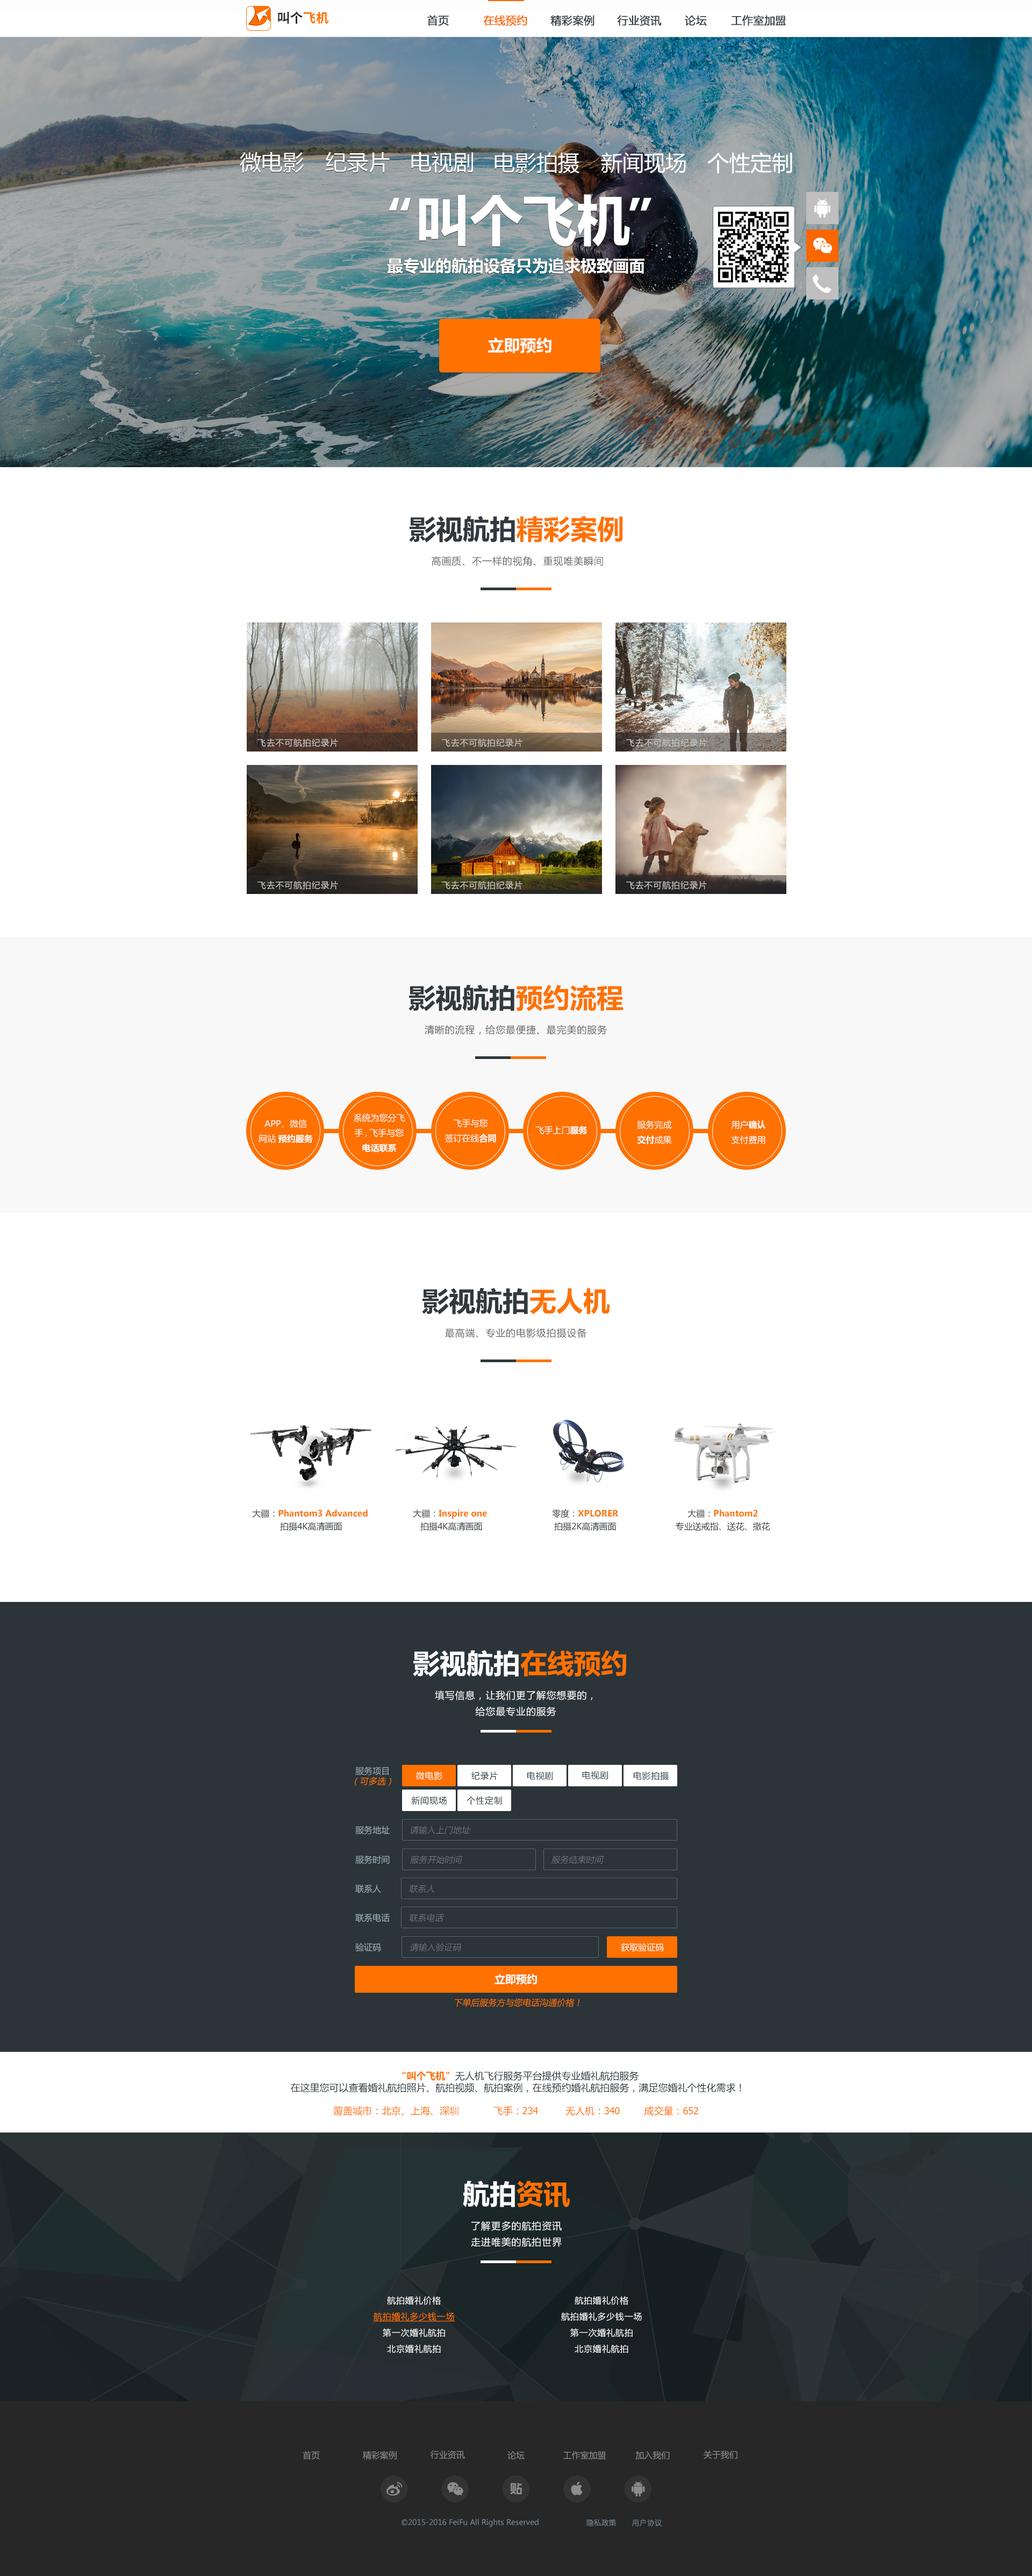 叫个飞机
首页 在线预约 精彩案例 行业资讯 论坛 工作室加盟
微电影 纪录片 电视剧 电影拍摄 新闻现场 个性定制
“叫个飞机”
最专业的航拍设备只为追求极致画面
立即预约
影视航拍精彩案例
高画质、不一样的视角、重现唯美瞬间
飞去不可航拍纪录片
飞去不可航拍纪录片
飞去不可航拍纪录片
飞去不可航拍纪录片
飞去不可航拍纪录片
飞去不可航拍纪录片
影视航拍预约流程
清晰的流程，给您最便捷、最完美的服务
APP、微信
网站 预约服务
系统为您分飞
手，飞手与您
电话联系
飞手与您
签订在线合同
飞手上门服务
服务完成
交付成果
用户确认
支付费用
影视航拍无人机
最高端、专业的电影级拍摄设备
大疆：Phantom3 Advanced
拍摄4K高清画面
大疆：Inspire one
拍摄4K高清画面
零度：XPLORER
拍摄2K高清画面
大疆：Phantom2
专业送戒指、送花、撒花
影视航拍在线预约
填写信息，让我们更了解您想要的，
给您最专业的服务
服务项目
（可多选）
微电影 纪录片 电视剧 电视剧 电影拍摄
新闻现场 个性定制
服务地址 请输入上门地址
服务时间 服务开始时间 服务结束时间
联系人 联系人
联系电话 联系电话
验证码 请输入验证码 获取验证码
立即预约
下单后服务方与您电话沟通价格！
“叫个飞机”无人机飞行服务平台提供专业婚礼航拍服务
在这里您可以查看婚礼航拍照片、航拍视频、航拍案例，在线预约婚礼航拍服务，满足您婚礼个性化需求！
覆盖城市：北京、上海、深圳 飞手：234 无人机：340 成交量：652
航拍资讯
了解更多的航拍资讯
走进唯美的航拍世界
航拍婚礼价格
航拍婚礼多少钱一场
第一次婚礼航拍
北京婚礼航拍
航拍婚礼价格
航拍婚礼多少钱一场
第一次婚礼航拍
北京婚礼航拍
首页 精彩案例 行业资讯 论坛 工作室加盟 加入我们 关于我们
贴
©2015-2016 FeiFu All Rights Reserved 隐私政策 用户协议